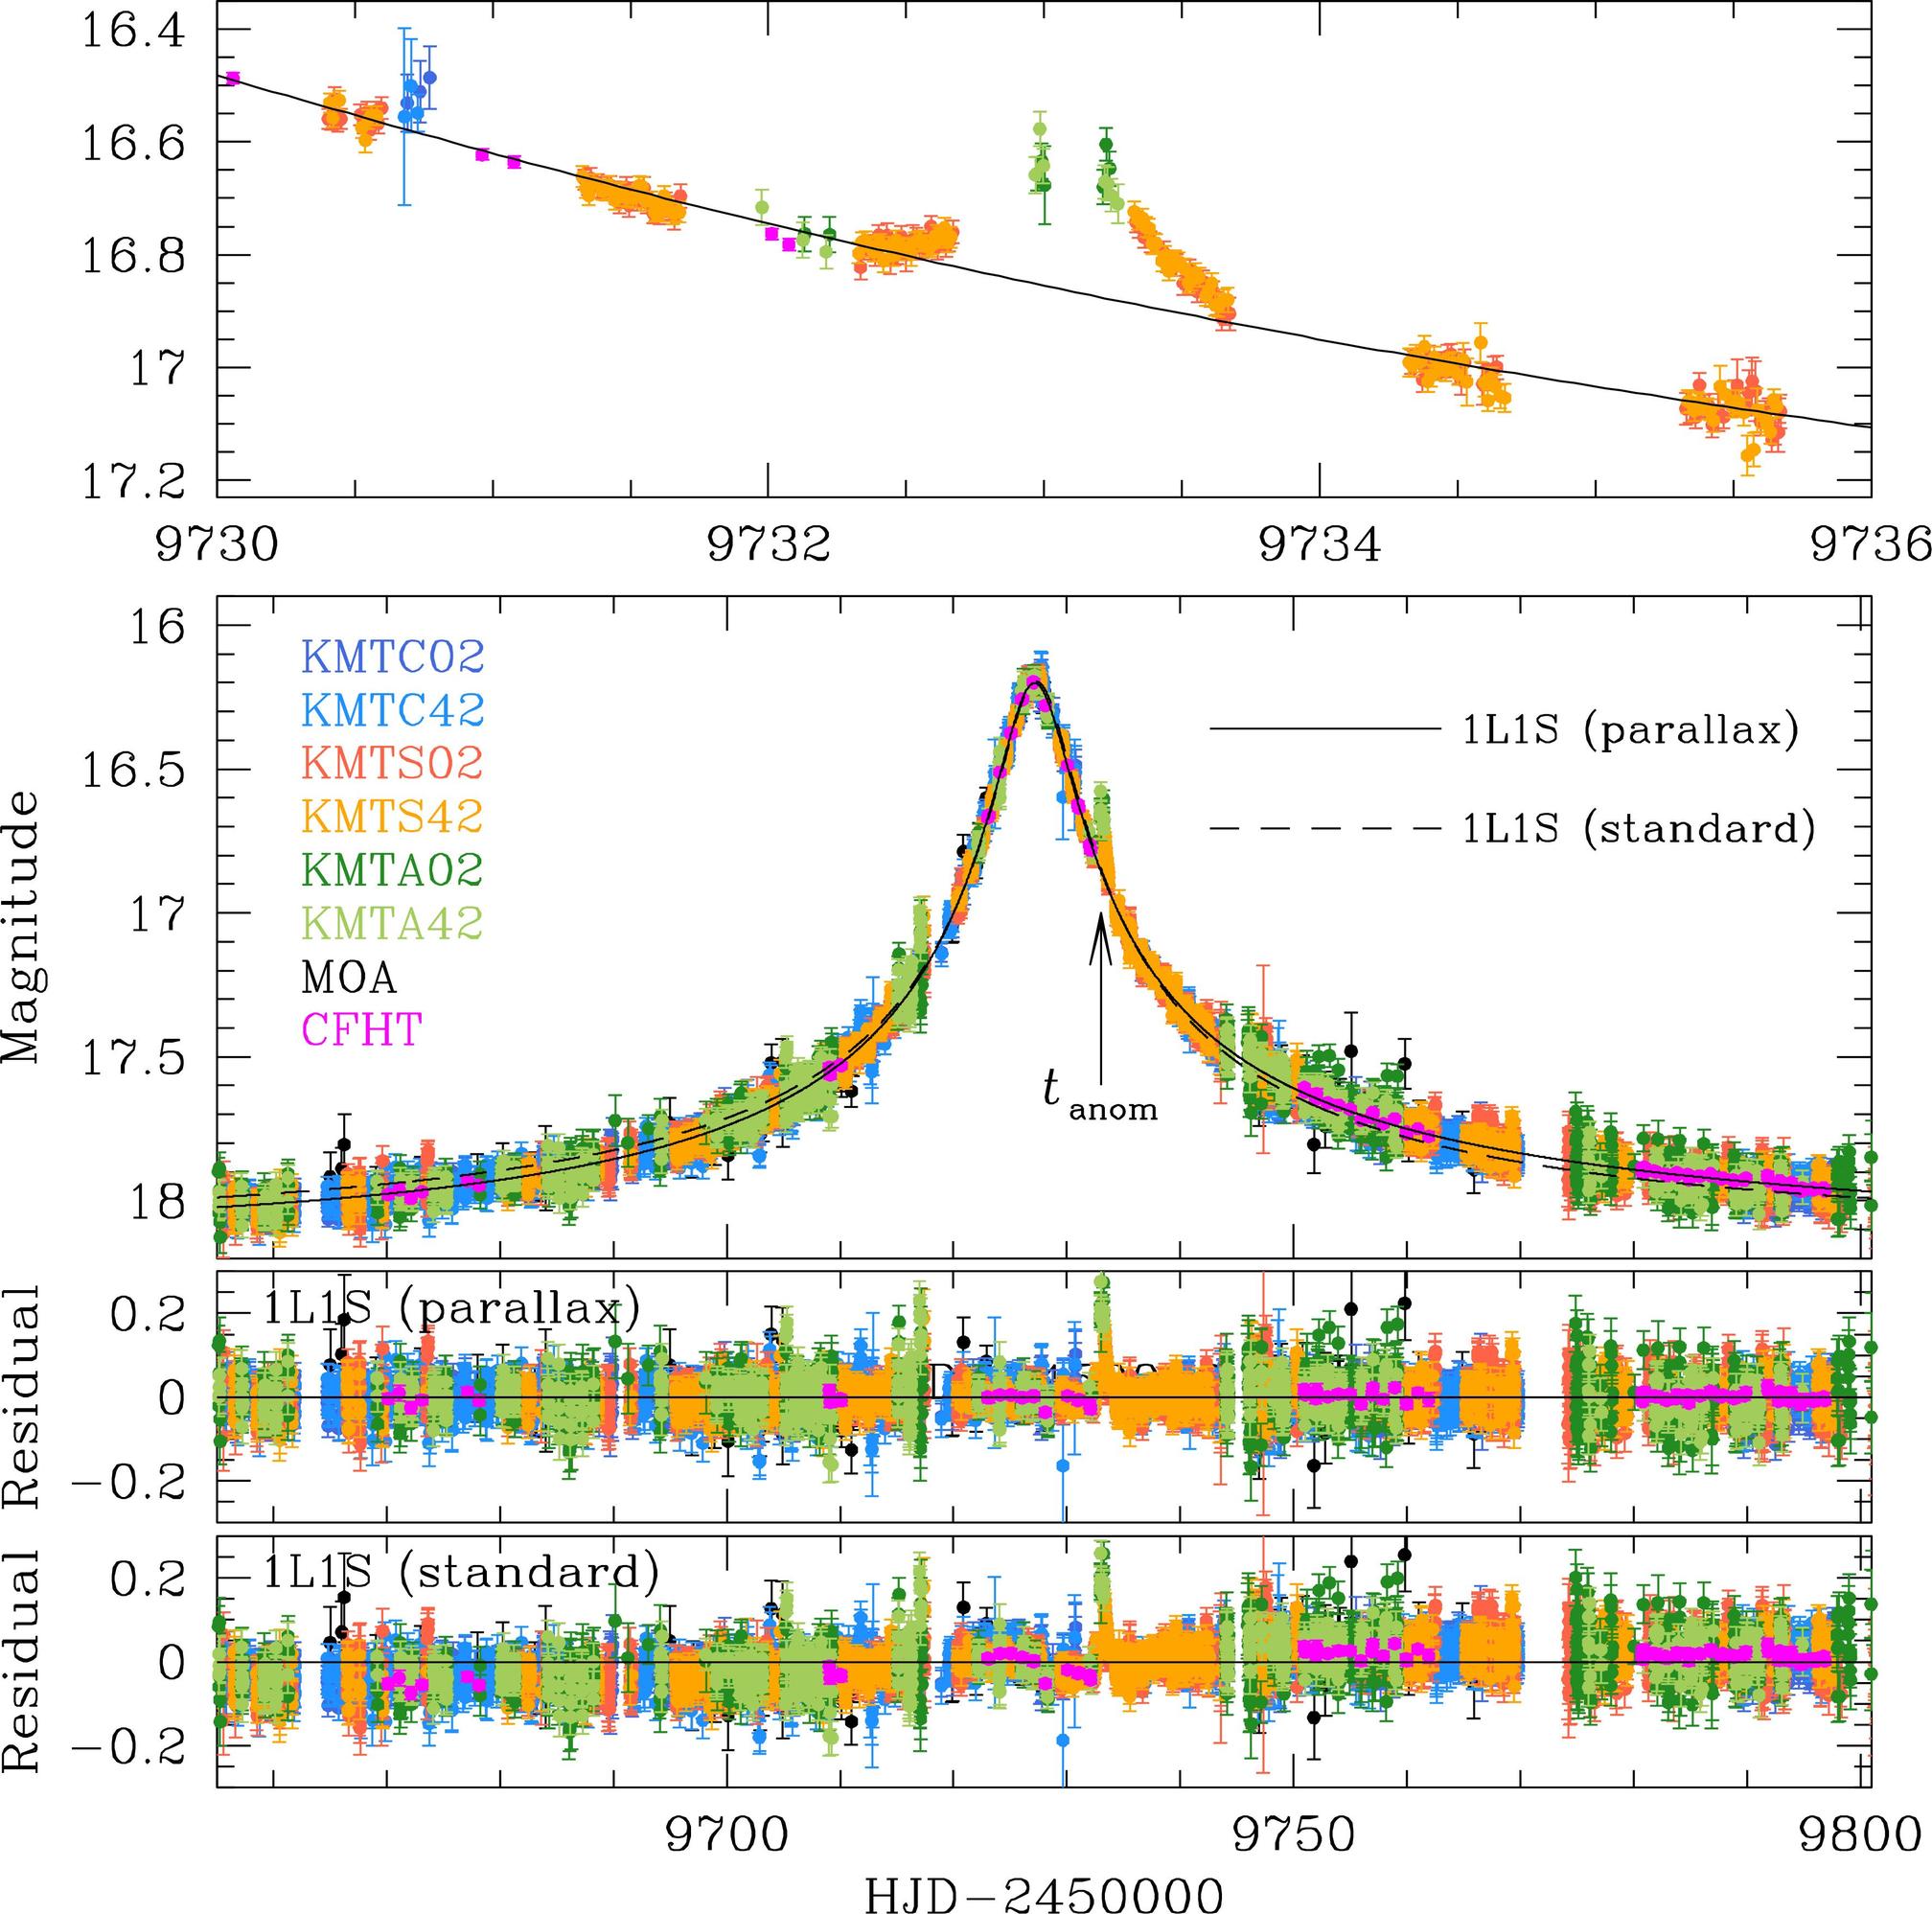 16.4
16.6
16.8
17
17.2
9730 9732 9734 9736
16
16.5
17
17.5
18
Magnitude
KMTC02
KMTC42
KMTS02
KMTS42
KMTA02
KMTA42
MOA
CFHT
1L1S (parallax)
1L1S (standard)
t anom
1L1S (parallax)
0.2
0
−0.2
Residual
1L1S (standard)
0.2
0
−0.2
Residual
9700 9750 9800
HJD−2450000